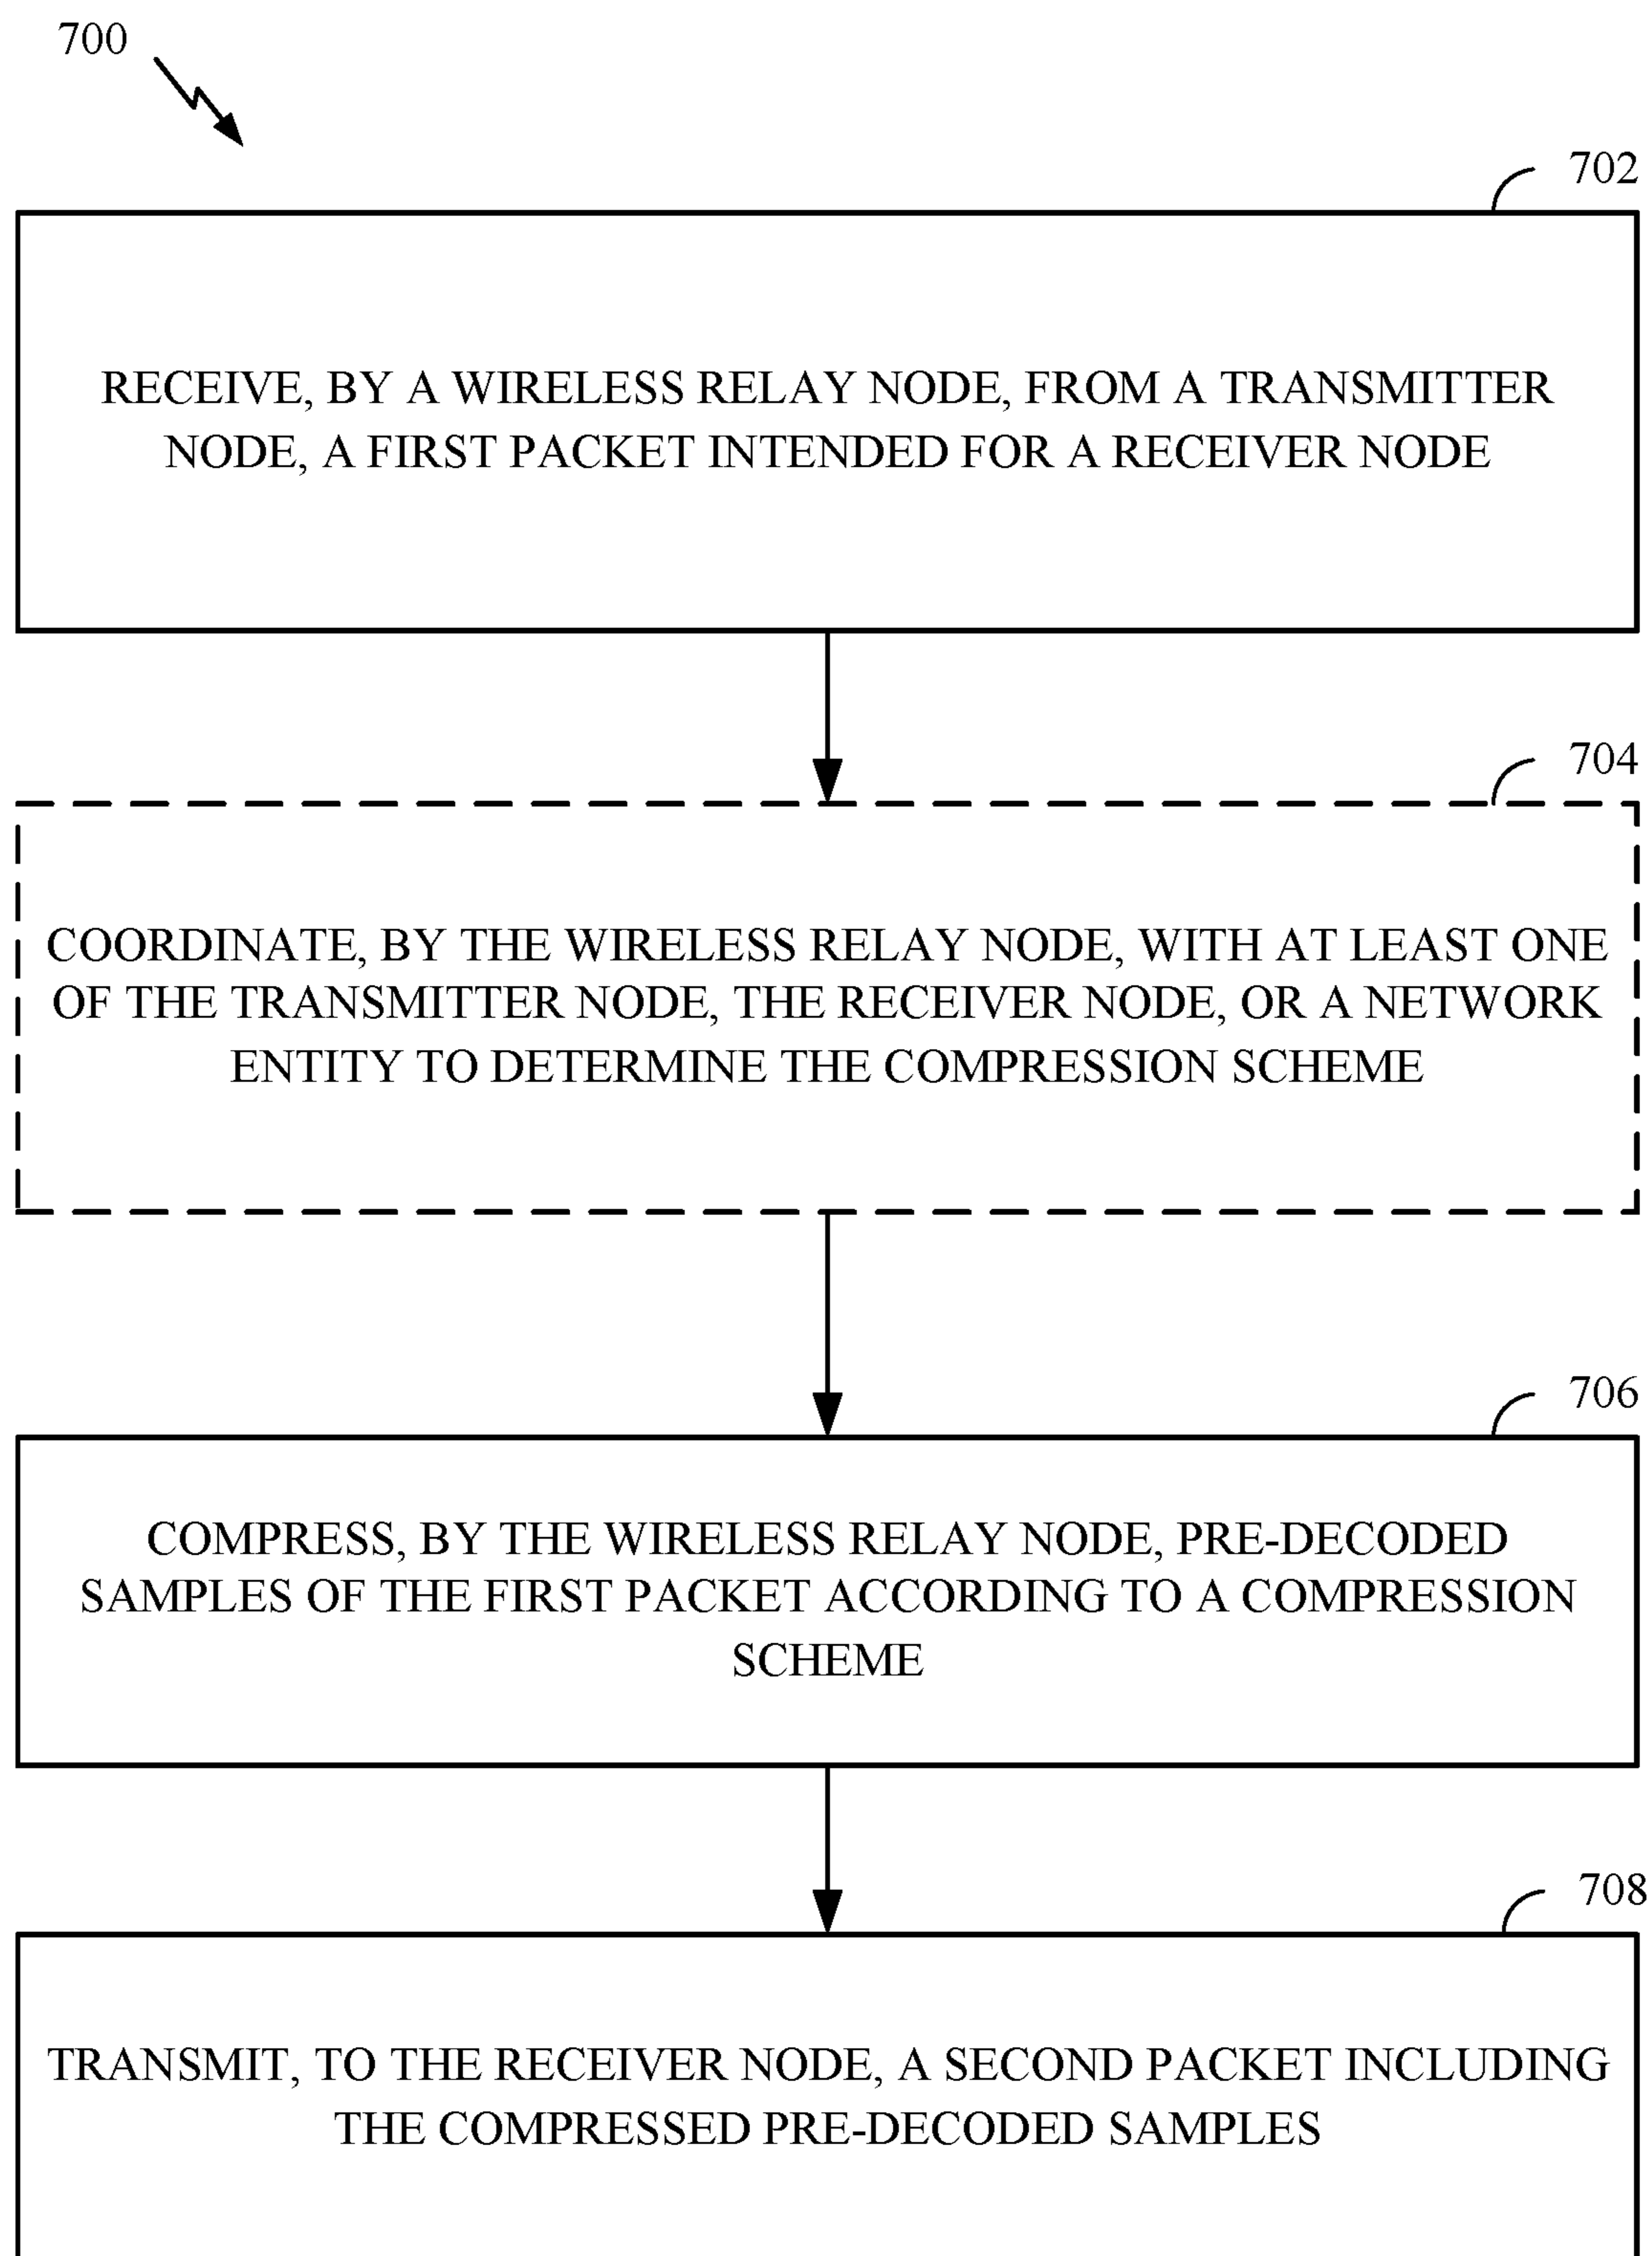 700
702
RECEIVE, BY A WIRELESS RELAY NODE, FROM A TRANSMITTER
NODE, A FIRST PACKET INTENDED FOR A RECEIVER NODE
704
COORDINATE, BY THE WIRELESS RELAY NODE, WITH AT LEAST ONE
OF THE TRANSMITTER NODE, THE RECEIVER NODE, OR A NETWORK
ENTITY TO DETERMINE THE COMPRESSION SCHEME
706
COMPRESS, BY THE WIRELESS RELAY NODE, PRE-DECODED
SAMPLES OF THE FIRST PACKET ACCORDING TO A COMPRESSION
SCHEME
708
TRANSMIT, TO THE RECEIVER NODE, A SECOND PACKET INCLUDING
THE COMPRESSED PRE-DECODED SAMPLES